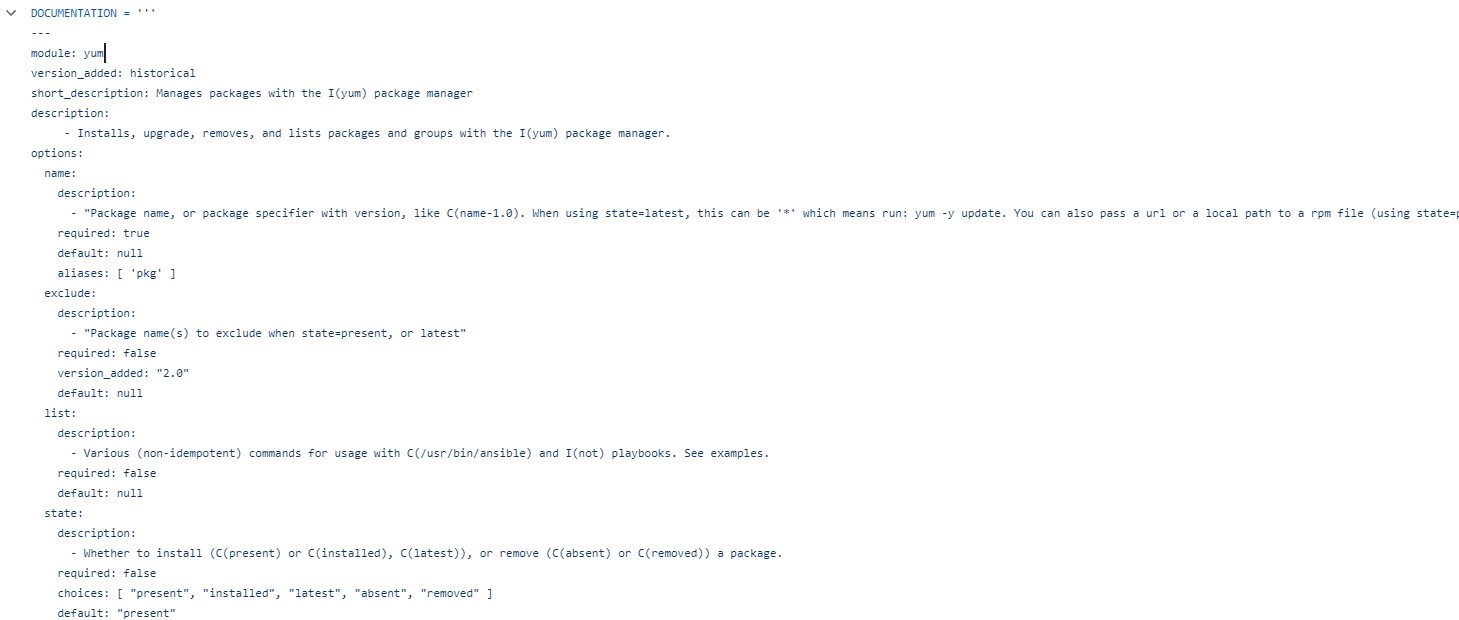 DOCUMENTATION = '''
---
module: yum
version_added: historical
short_description: Manages packages with the I(yum) package manager
description:
     - Installs, upgrade, removes, and lists packages and groups with the I(yum) package manager.
options:
  name:
    description:
      - "Package name, or package specifier with version, like C(name-1.0). When using state=latest, this can be '*' which means run: yum -y update. You can also pass a url or a local path to a rpm file (using
    required: true
    default: null
    aliases: [ 'pkg' ]
  exclude:
    description:
      - "Package name(s) to exclude when state=present, or latest"
    required: false
    version_added: "2.0"
    default: null
  list:
    description:
      - Various (non-idempotent) commands for usage with C(/usr/bin/ansible) and I(not) playbooks. See examples.
    required: false
    default: null
  state:
    description:
      - Whether to install (C(present) or C(installed), C(latest)), or remove (C(absent) or C(removed)) a package.
    required: false
    choices: [ "present", "installed", "latest", "absent", "removed" ]
    default: "present"